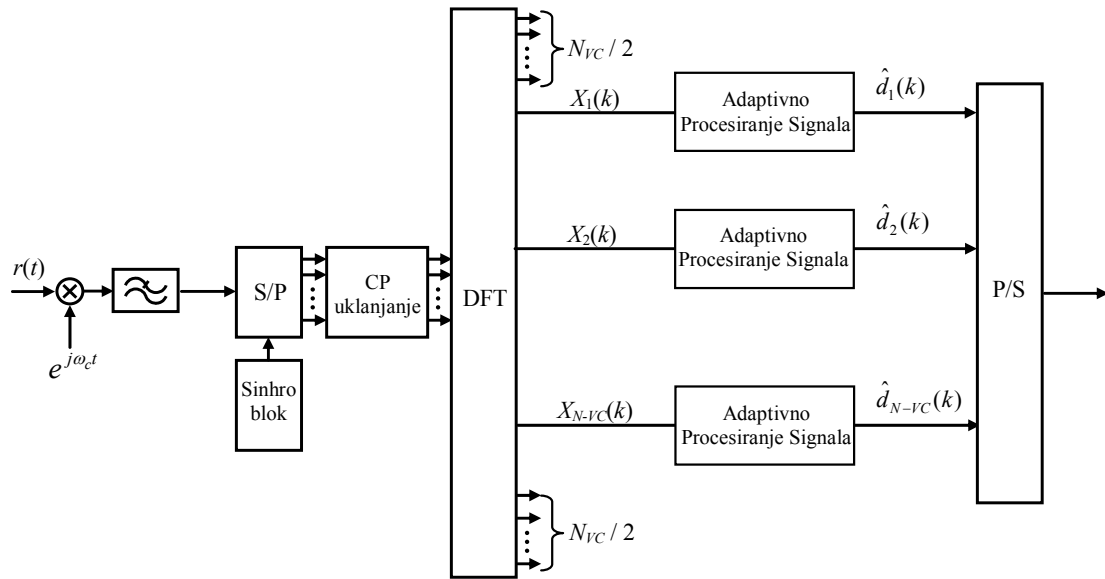 N_{VC} / 2
X_1(k)
Adaptivno
Procesiranje Signala
\hat{d}_1(k)
X_2(k)
Adaptivno
Procesiranje Signala
\hat{d}_2(k)
r(t)
S/P
CP
uklanjanje
DFT
P/S
e^{jω_c t}
Sinhro
blok
X_{N-VC}(k)
Adaptivno
Procesiranje Signala
\hat{d}_{N-VC}(k)
N_{VC} / 2